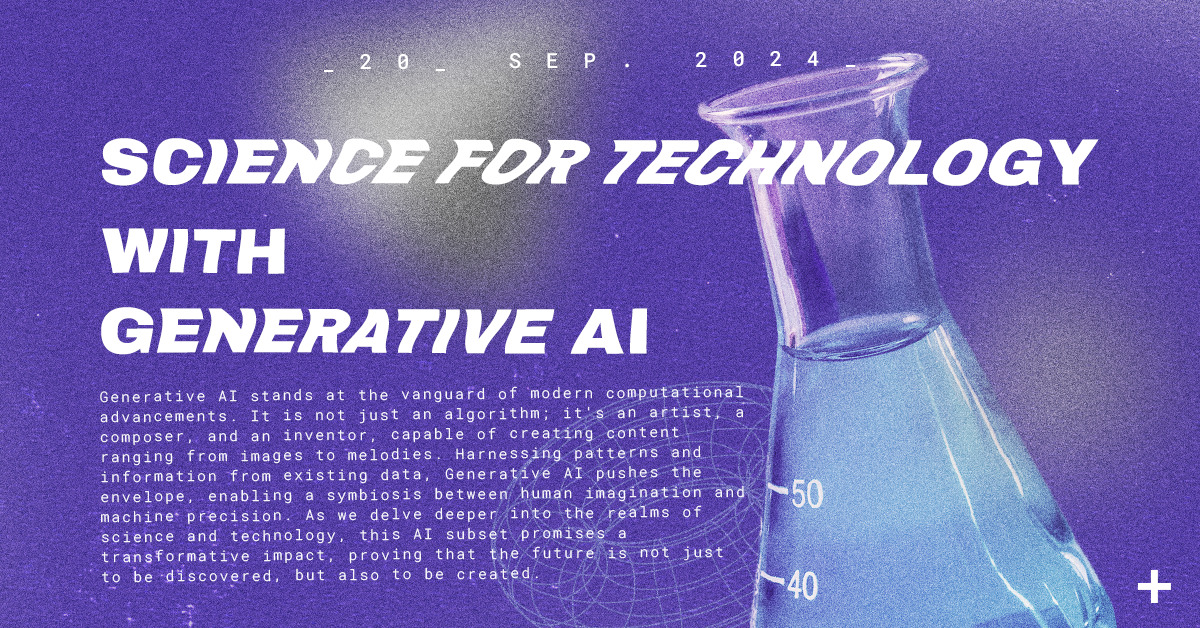 _20_ SEP. 2024_
SCIENCE FOR TECHNOLOGY
WITH
GENERATIVE AI
Generative AI stands at the vanguard of modern computational
advancements. It is not just an algorithm; it's an artist, a
composer, and an inventor, capable of creating content
ranging from images to melodies. Harnessing patterns and
information from existing data, Generative AI pushes the
envelope, enabling a symbiosis between human imagination and
machine precision. As we delve deeper into the realms of
science and technology, this AI subset promises a
transformative impact, proving that the future is not just
to be discovered, but also to be created.
50
40